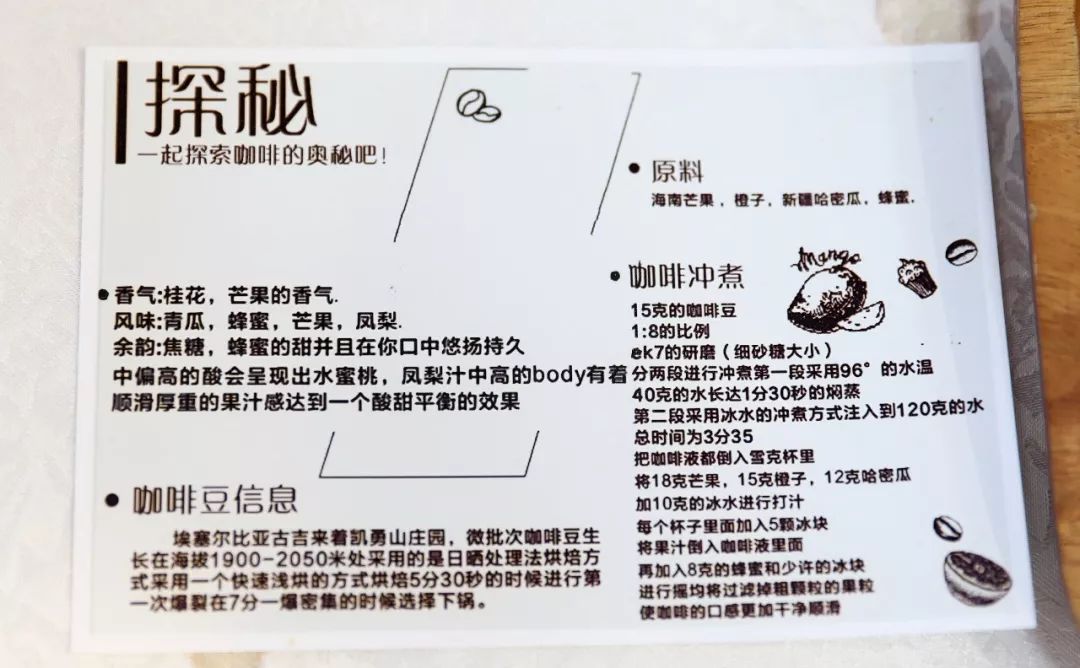 探秘
一起探索咖啡的奥秘吧!
香气:桂花，芒果的香气.
风味:青瓜，蜂蜜，芒果，凤梨.
余韵:焦糖，蜂蜜的甜并且在你口中悠扬持久
中偏高的酸会呈现出水蜜桃，凤梨汁中高的body有着
顺滑厚重的果汁感达到一个酸甜平衡的效果
咖啡豆信息
埃塞尔比亚古吉来着凯勇山庄园，微批次咖啡豆生
长在海拔1900-2050米处采用的是日晒处理法烘焙方
式采用一个快速浅烘的方式烘焙5分30秒的时候进行第
一次爆裂在7分一爆密集的时候选择下锅。
原料
海南芒果，橙子，新疆哈密瓜，蜂蜜.
咖啡冲煮
Mango
15克的咖啡豆
1:8的比例
ek7的研磨（细砂糖大小）
分两段进行冲煮第一段采用96°的水温
40克的水长达1分30秒的焖蒸
第二段采用冰水的冲煮方式注入到120克的水
总时间为3分35
把咖啡液都倒入雪克杯里
将18克芒果，15克橙子，12克哈密瓜
加10克的冰水进行打汁
每个杯子里面加入5颗冰块
将果汁倒入咖啡液里面
再加入8克的蜂蜜和少许的冰块
进行摇均将过滤掉粗颗粒的果粒
使咖啡的口感更加干净顺滑